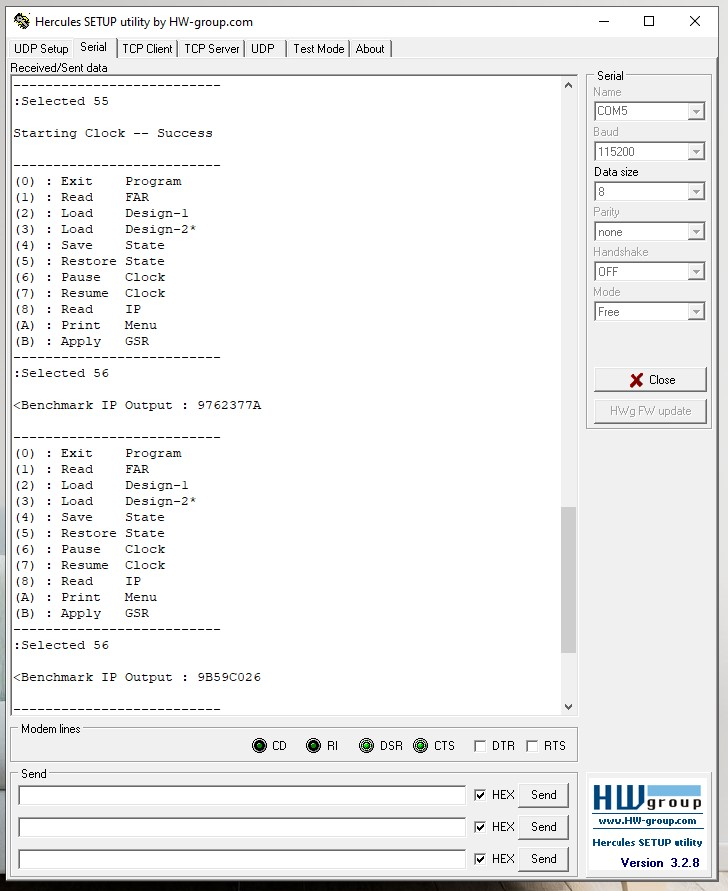 Hercules SETUP utility by HW-group.com
UDP Setup Serial TCP Client TCP Server UDP Test Mode About
Received/Sent data
--------------------------
:Selected 55
Starting Clock -- Success
--------------------------
(0) : Exit    Program
(1) : Read    FAR
(2) : Load    Design-1
(3) : Load    Design-2*
(4) : Save    State
(5) : Restore State
(6) : Pause   Clock
(7) : Resume  Clock
(8) : Read    IP
(A) : Print   Menu
(B) : Apply   GSR
--------------------------
:Selected 56
<Benchmark IP Output : 9762377A
--------------------------
(0) : Exit    Program
(1) : Read    FAR
(2) : Load    Design-1
(3) : Load    Design-2*
(4) : Save    State
(5) : Restore State
(6) : Pause   Clock
(7) : Resume  Clock
(8) : Read    IP
(A) : Print   Menu
(B) : Apply   GSR
--------------------------
:Selected 56
<Benchmark IP Output : 9B59C026
--------------------------
Serial
Name
COM5
Baud
115200
Data size
8
Parity
none
Handshake
OFF
Mode
Free
Close
HWg FW update
Modem lines
CD RI DSR CTS DTR RTS
Send
HEX Send
HEX Send
HEX Send
HW group
www.HW-group.com
Hercules SETUP utility
Version 3.2.8